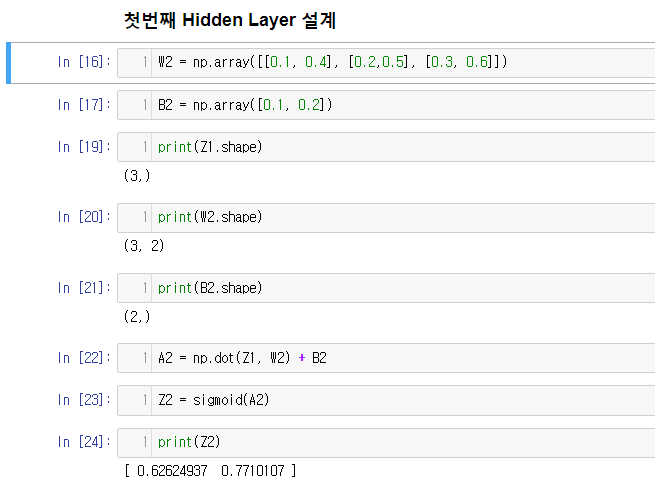 첫번째 Hidden Layer 설계
In [16]: 1 W2 = np.array([[0.1, 0.4], [0.2,0.5], [0.3, 0.6]])
In [17]: 1 B2 = np.array([0.1, 0.2])
In [19]: 1 print(Z1.shape)
(3,)
In [20]: 1 print(W2.shape)
(3, 2)
In [21]: 1 print(B2.shape)
(2,)
In [22]: 1 A2 = np.dot(Z1, W2) + B2
In [23]: 1 Z2 = sigmoid(A2)
In [24]: 1 print(Z2)
[ 0.62624937  0.7710107 ]